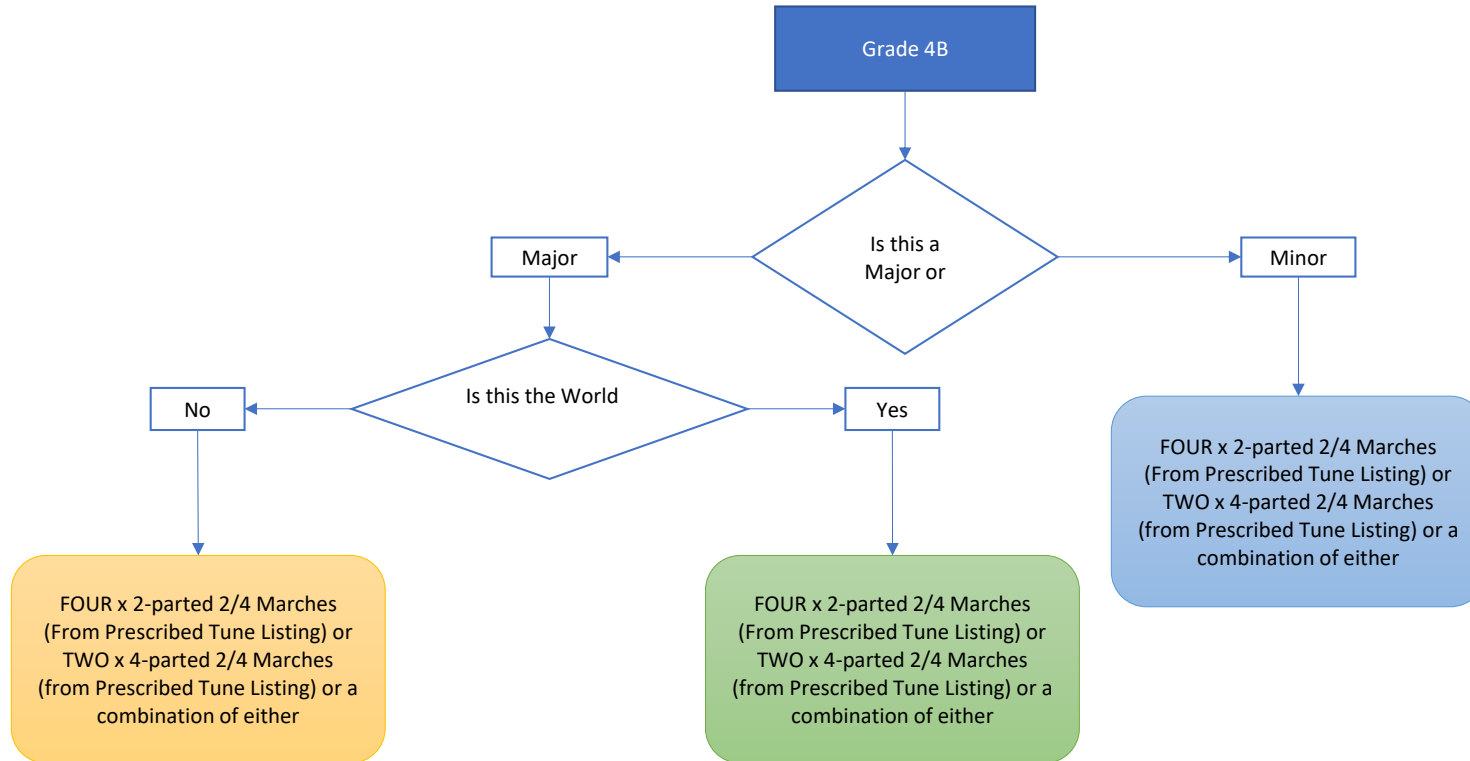 Grade 4B
Is this a
Major or
Major
Minor
Is this the World
No
Yes
FOUR x 2-parted 2/4 Marches
(From Prescribed Tune Listing) or
TWO x 4-parted 2/4 Marches
(from Prescribed Tune Listing) or a
combination of either
FOUR x 2-parted 2/4 Marches
(From Prescribed Tune Listing) or
TWO x 4-parted 2/4 Marches
(from Prescribed Tune Listing) or a
combination of either
FOUR x 2-parted 2/4 Marches
(From Prescribed Tune Listing) or
TWO x 4-parted 2/4 Marches
(from Prescribed Tune Listing) or a
combination of either